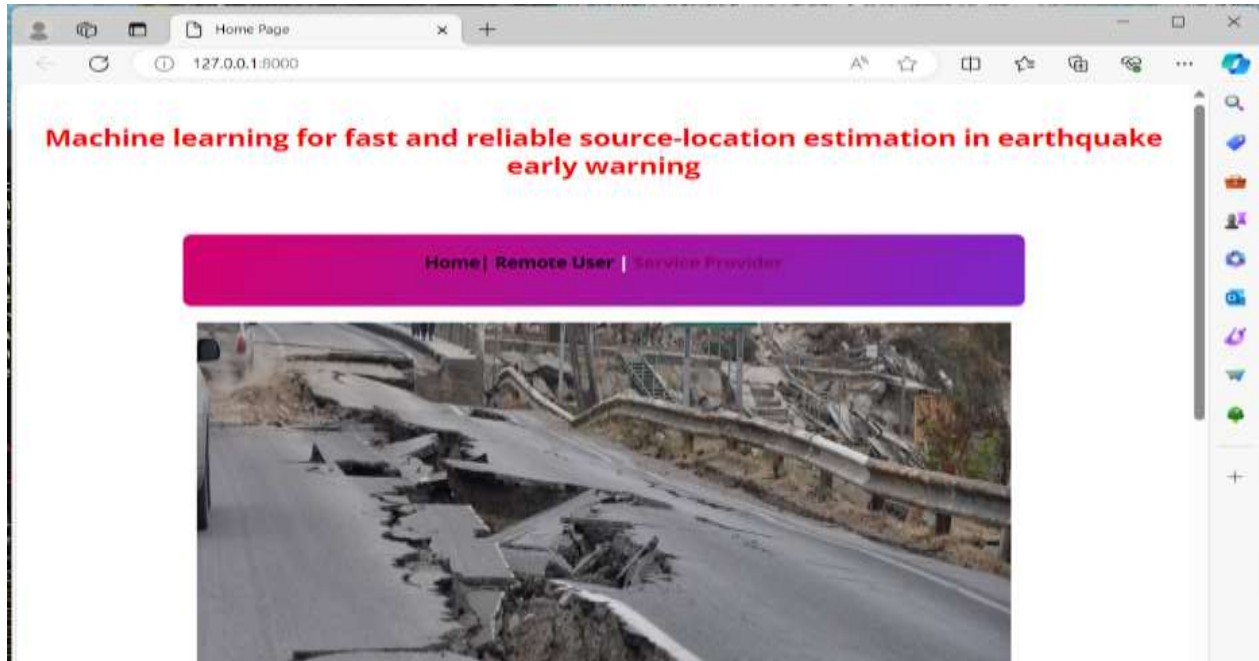 Home Page
127.0.0.1:8000
Machine learning for fast and reliable source-location estimation in earthquake
early warning
Home| Remote User | Service Provider